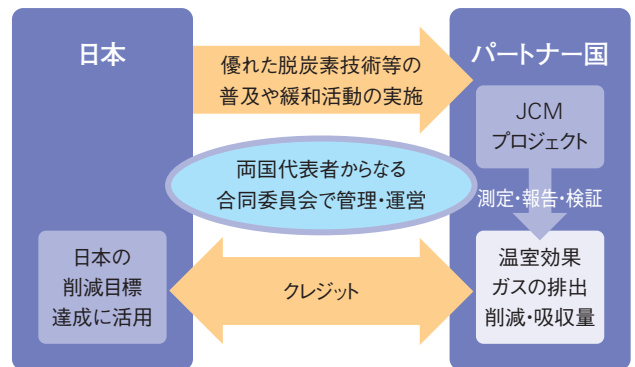 日本
優れた脱炭素技術等の
普及や緩和活動の実施
パートナー国
JCM
プロジェクト
両国代表者からなる
合同委員会で管理・運営
測定・報告・検証
日本の
削減目標
達成に活用
クレジット
温室効果
ガスの排出
削減・吸収量